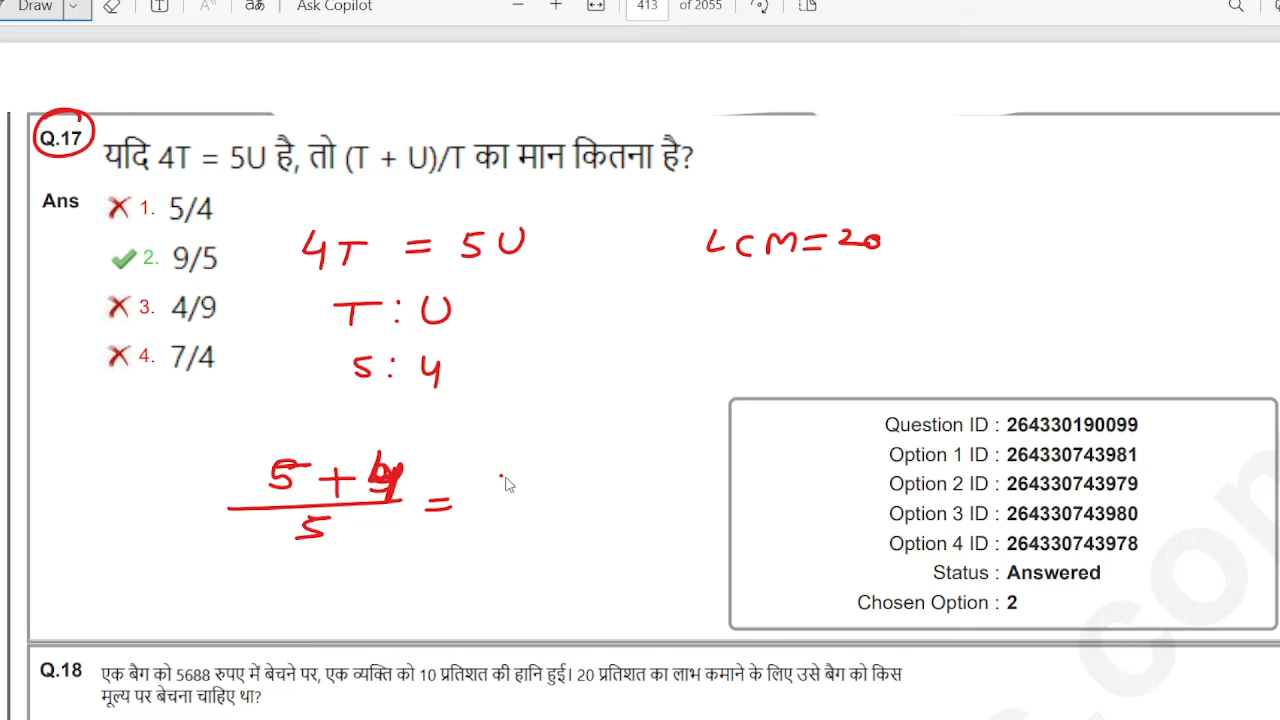 Draw
Ask Copilot
413 of 2055
Q.17 यदि 4T = 5U है, तो (T + U)/T का मान कितना है?
Ans 1. 5/4
2. 9/5
3. 4/9
4. 7/4
4T = 5U
LCM=20
T : U
5 : 4
5 + 4
5
=
Question ID : 264330190099
Option 1 ID : 264330743981
Option 2 ID : 264330743979
Option 3 ID : 264330743980
Option 4 ID : 264330743978
Status : Answered
Chosen Option : 2
.com
Q.18 एक बैग को 5688 रुपए में बेचने पर, एक व्यक्ति को 10 प्रतिशत की हानि हुई। 20 प्रतिशत का लाभ कमाने के लिए उसे बैग को किस
मूल्य पर बेचना चाहिए था?